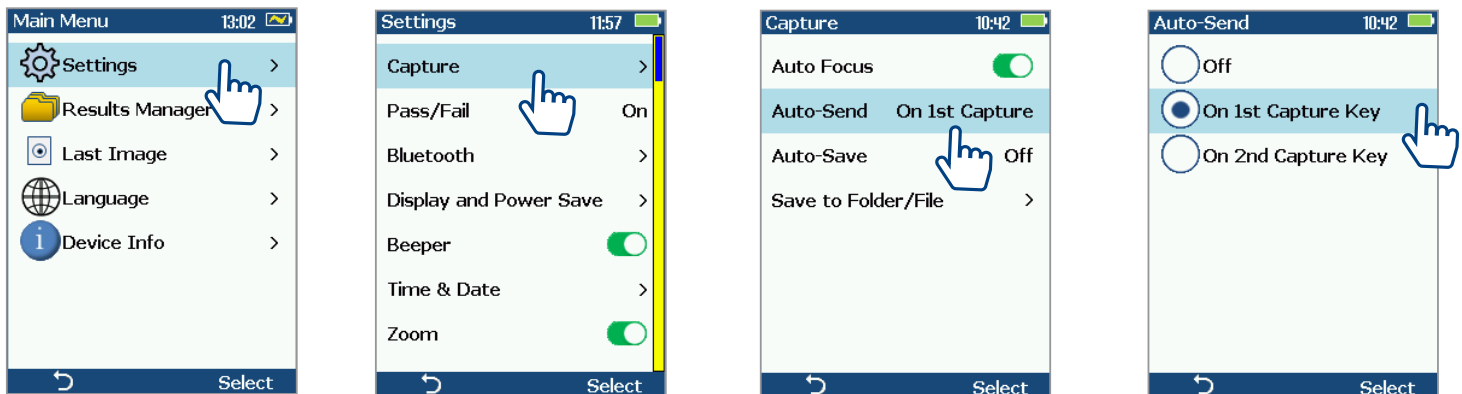 Main Menu 13:02
Settings >
Results Manager >
Last Image >
Language >
i Device Info >
Select
Settings 11:57
Capture >
Pass/Fail On
Bluetooth >
Display and Power Save >
Beeper
Time & Date >
Zoom
Select
Capture 10:42
Auto Focus
Auto-Send On 1st Capture
Auto-Save Off
Save to Folder/File >
Select
Auto-Send 10:42
Off
On 1st Capture Key
On 2nd Capture Key
Select